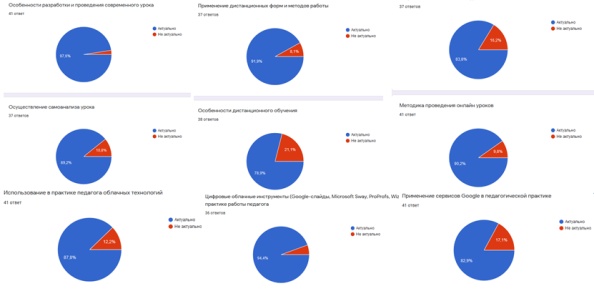 Особенности разработки и проведения современного урока
41 ответ
Актуально
Не актуально
97,6%
Применение дистанционных форм и методов работы
37 ответов
Актуально
Не актуально
91,9%
8,1%
37 ответов
Актуально
Не актуально
83,8%
16,2%
Осуществление самоанализа урока
37 ответов
Актуально
Не актуально
89,2%
10,8%
Особенности дистанционного обучения
38 ответов
Актуально
Не актуально
78,9%
21,1%
Методика проведение онлайн уроков
41 ответ
Актуально
Не актуально
90,2%
9,8%
Использование в практике педагога облачных технологий
41 ответ
Актуально
Не актуально
87,8%
12,2%
Цифровые облачные инструменты (Google-слайды, Microsoft Sway, ProProfs, Wiz
практике работы педагога
36 ответов
Актуально
Не актуально
94,4%
Применение сервисов Google в педагогической практике
41 ответ
Актуально
Не актуально
82,9%
17,1%